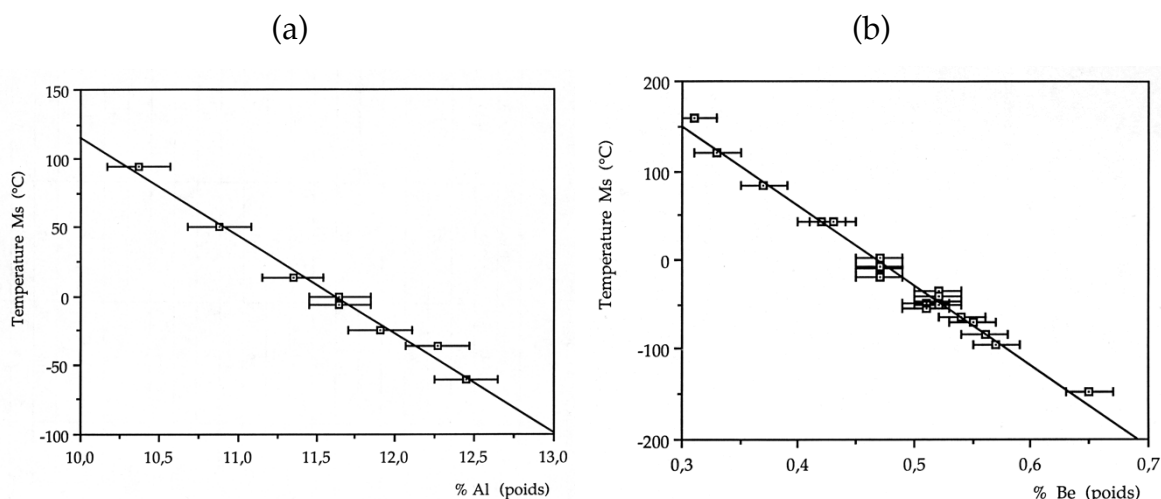 (a)
Temperature Ms (°C)
150
100
50
0
-50
-100
10,0 10,5 11,0 11,5 12,0 12,5 13,0
% Al (poids)
(b)
Temperature Ms (°C)
200
100
0
-100
-200
0,3 0,4 0,5 0,6 0,7
% Be (poids)